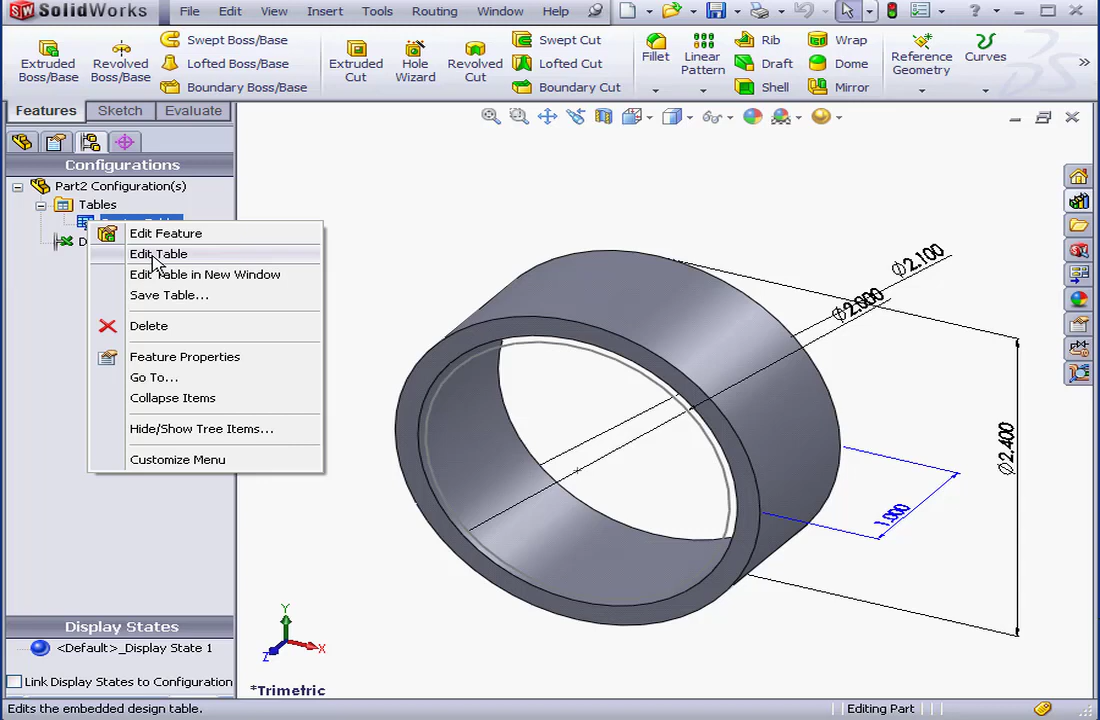 SolidWorks File Edit View Insert Tools Routing Window Help
Extruded Boss/Base
Revolved Boss/Base
Swept Boss/Base
Lofted Boss/Base
Boundary Boss/Base
Extruded Cut
Hole Wizard
Revolved Cut
Swept Cut
Lofted Cut
Boundary Cut
Fillet
Linear Pattern
Rib
Draft
Shell
Wrap
Dome
Mirror
Reference Geometry
Curves
Features Sketch Evaluate
Configurations
Part2 Configuration(s)
Tables
D
Edit Feature
Edit Table
Edit Table in New Window
Save Table...
Delete
Feature Properties
Go To...
Collapse Items
Hide/Show Tree Items...
Customize Menu
Ø2.100
Ø2.000
Ø2.400
1.000
Y
X
Z
*Trimetric
Display States
<Default>_Display State 1
Link Display States to Configuration
Edits the embedded design table.
Editing Part